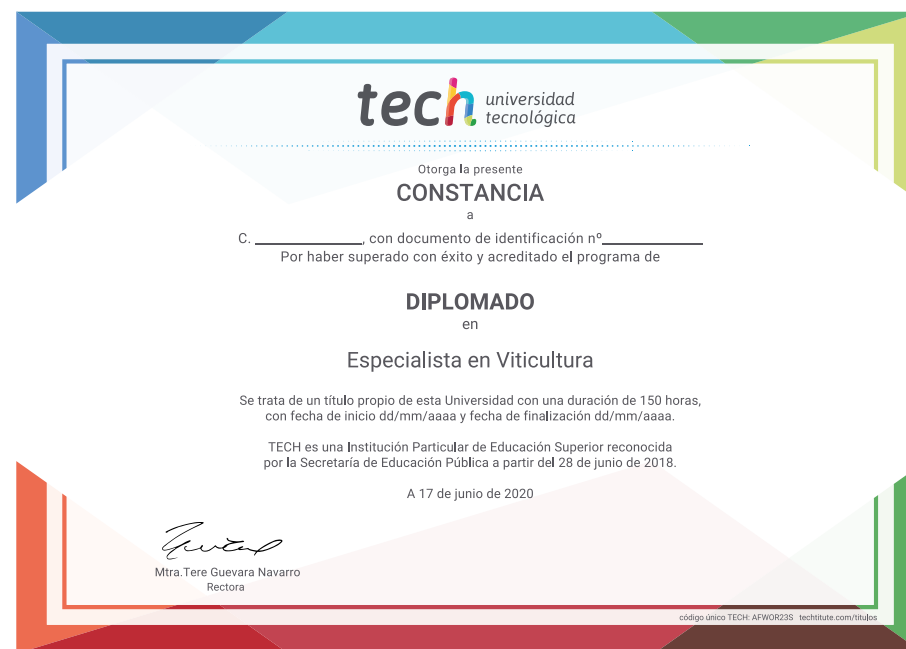 tech universidad
tecnológica
Otorga la presente
CONSTANCIA
a
C. ______________, con documento de identificación nº_____________
Por haber superado con éxito y acreditado el programa de
DIPLOMADO
en
Especialista en Viticultura
Se trata de un título propio de esta Universidad con una duración de 150 horas,
con fecha de inicio dd/mm/aaaa y fecha de finalización dd/mm/aaaa.
TECH es una Institución Particular de Educación Superior reconocida
por la Secretaría de Educación Pública a partir del 28 de junio de 2018.
A 17 de junio de 2020
Mtra.Tere Guevara Navarro
Rectora
código único TECH: AFWOR23S techtitute.com/titulos